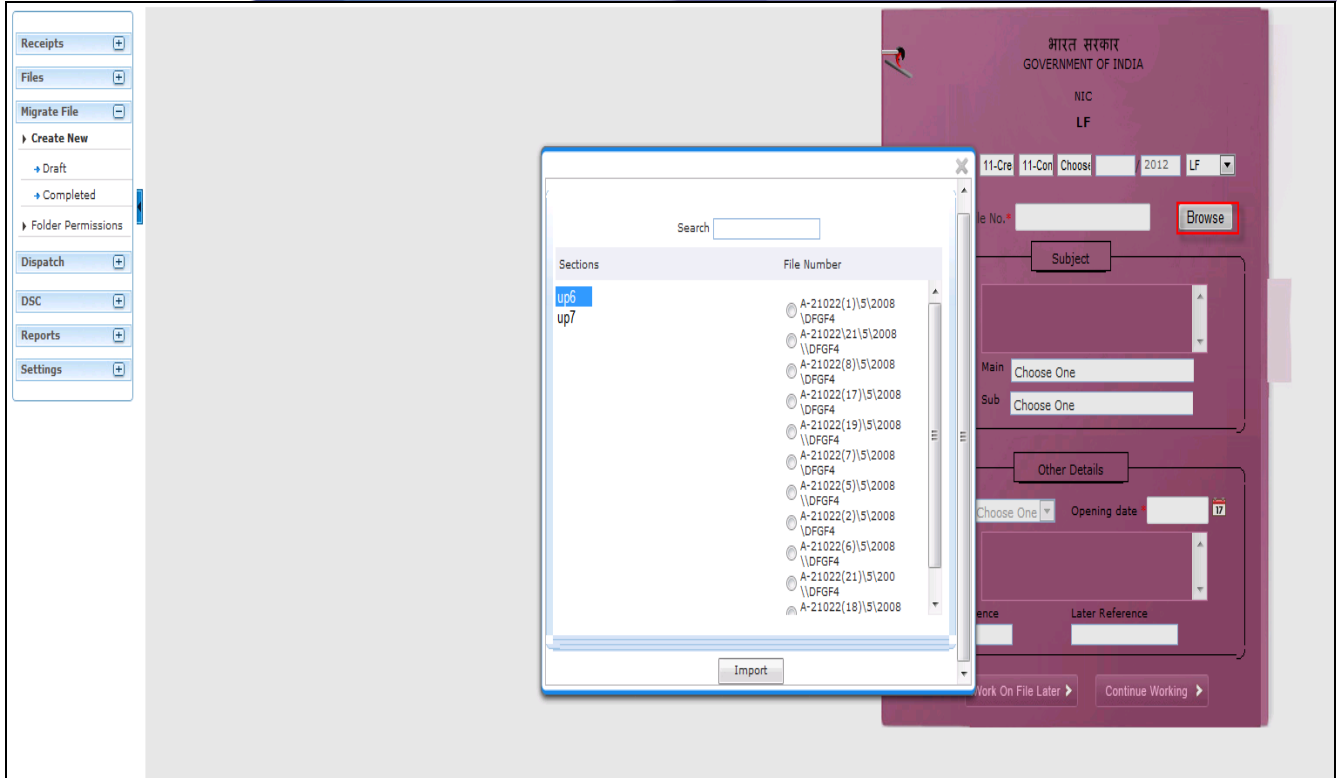 Receipts
Files
Migrate File
Create New
Draft
Completed
Folder Permissions
Dispatch
DSC
Reports
Settings
Search
Sections
File Number
up6
up7
A-21022(1)\5\2008
\DFGF4
A-21022\21\5\2008
\\DFGF4
A-21022(8)\5\2008
\DFGF4
A-21022(17)\5\2008
\DFGF4
A-21022(19)\5\2008
\\DFGF4
A-21022(7)\5\2008
\DFGF4
A-21022(5)\5\2008
\\DFGF4
A-21022(2)\5\2008
\DFGF4
A-21022(6)\5\2008
\\DFGF4
A-21022(21)\5\200
\\DFGF4
A-21022(18)\5\2008
Import
भारत सरकार
GOVERNMENT OF INDIA
NIC
LF
11-Cre 11-Con Choose / 2012 LF
le No.* Browse
Subject
Main Choose One
Sub Choose One
Other Details
Choose One Opening date * 17
ence Later Reference
Work On File Later Continue Working